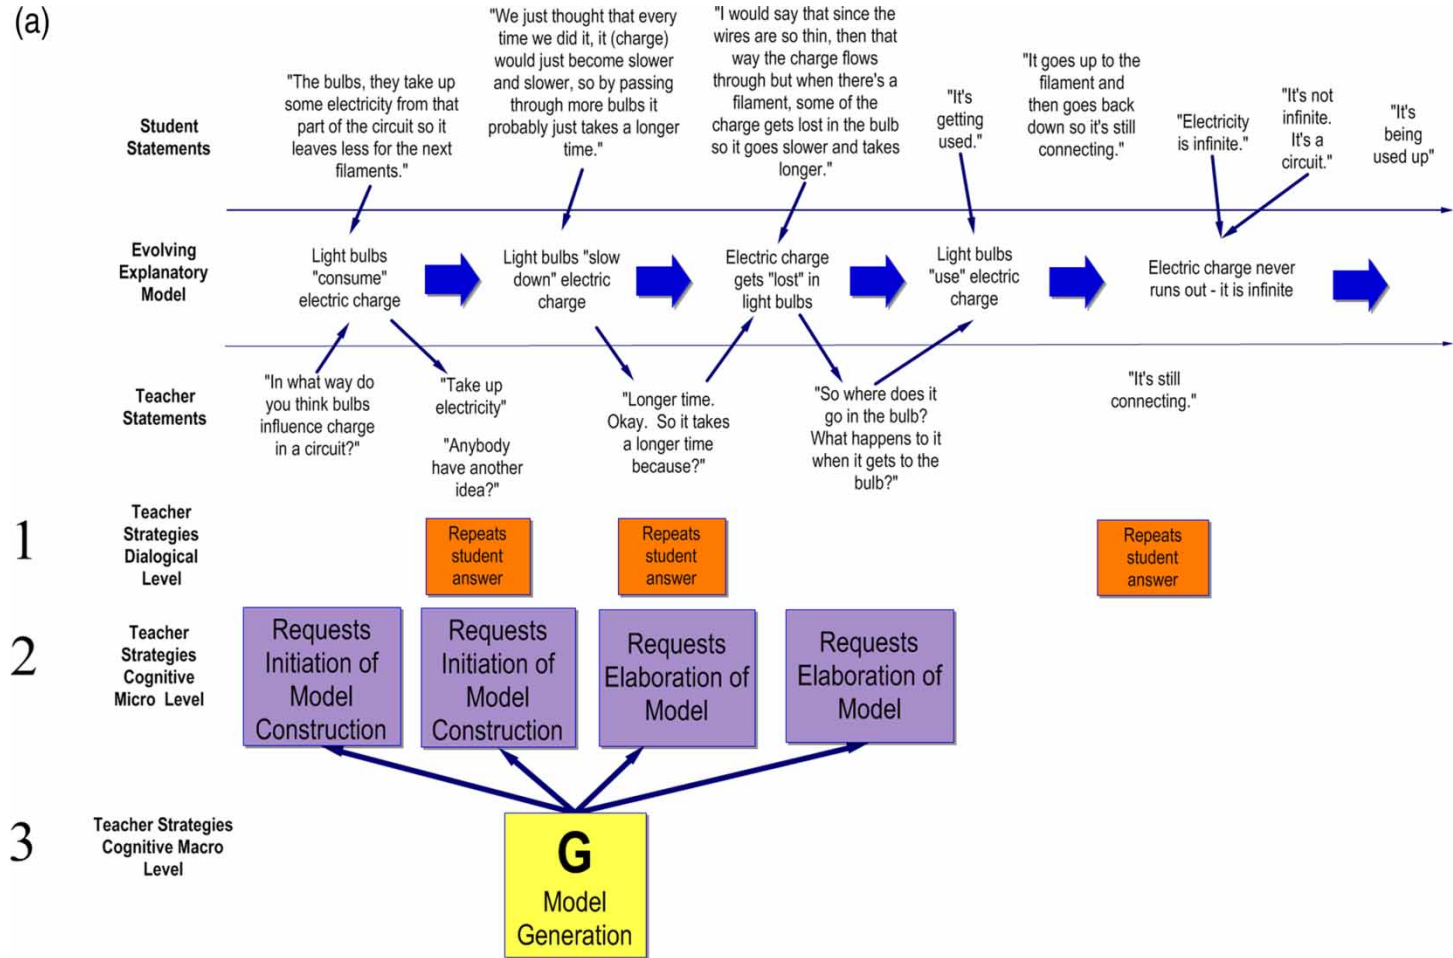 (a)
"The bulbs, they take up
some electricity from that
part of the circuit so it
leaves less for the next
filaments."
"We just thought that every
time we did it, it (charge)
would just become slower
and slower, so by passing
through more bulbs it
probably just takes a longer
time."
"I would say that since the
wires are so thin, then that
way the charge flows
through but when there's a
filament, some of the
charge gets lost in the bulb
so it goes slower and takes
longer."
"It's
getting
used."
"It goes up to the
filament and
then goes back
down so it's still
connecting."
"Electricity
is infinite."
"It's not
infinite.
It's a
circuit."
"It's
being
used up"
Student
Statements
Evolving
Explanatory
Model
Light bulbs
"consume"
electric charge
Light bulbs "slow
down" electric
charge
Electric charge
gets "lost" in
light bulbs
Light bulbs
"use" electric
charge
Electric charge never
runs out - it is infinite
Teacher
Statements
"In what way do
you think bulbs
influence charge
in a circuit?"
"Take up
electricity"
"Anybody
have another
idea?"
"Longer time.
Okay. So it takes
a longer time
because?"
"So where does it
go in the bulb?
What happens to it
when it gets to the
bulb?"
"It's still
connecting."
1
Teacher
Strategies
Dialogical
Level
Repeats
student
answer
Repeats
student
answer
Repeats
student
answer
2
Teacher
Strategies
Cognitive
Micro Level
Requests
Initiation of
Model
Construction
Requests
Initiation of
Model
Construction
Requests
Elaboration of
Model
Requests
Elaboration of
Model
3
Teacher Strategies
Cognitive Macro
Level
G
Model
Generation